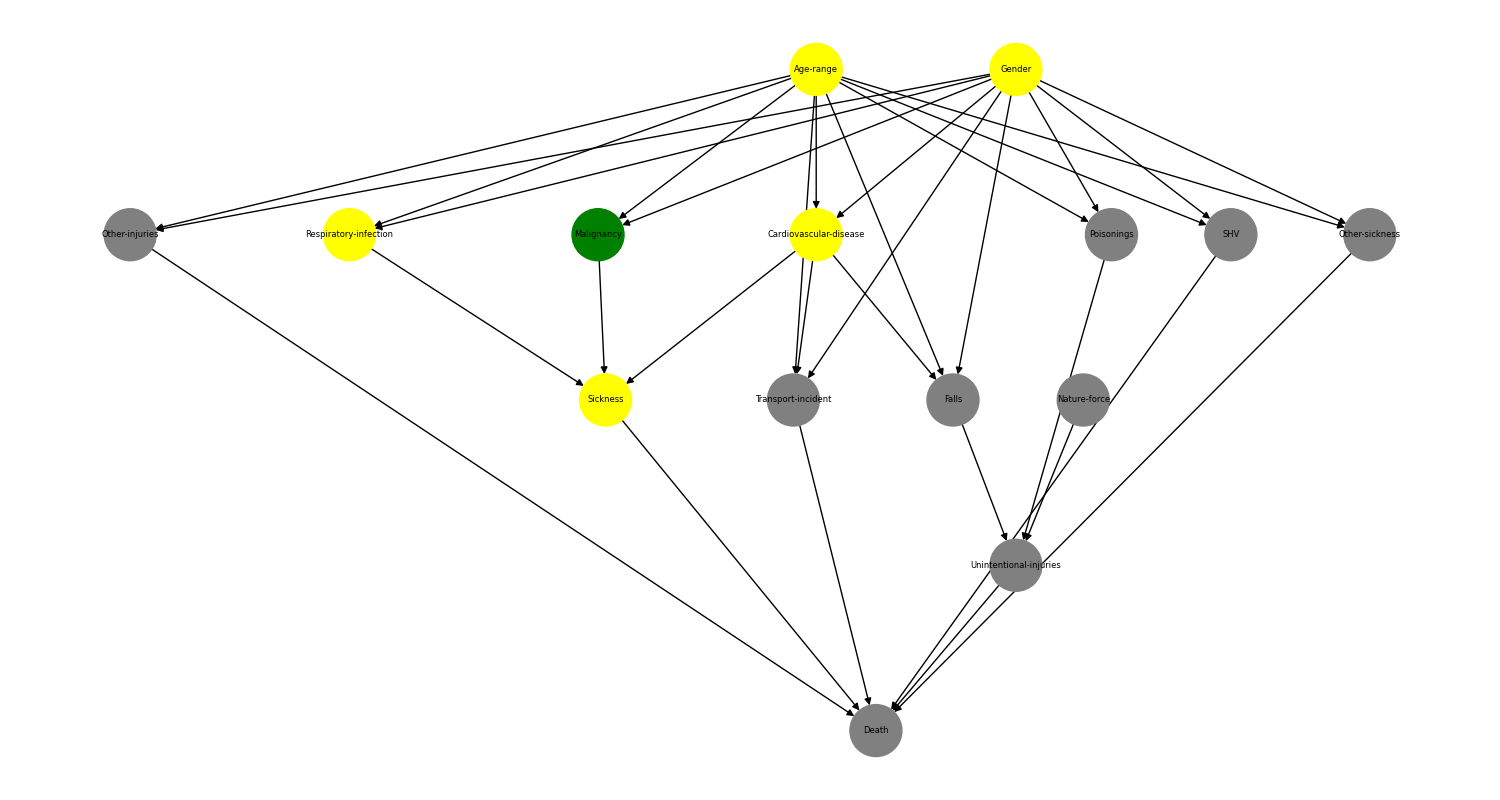 Age-range
Gender
Other-injuries
Respiratory-infection
Malignancy
Cardiovascular-disease
Poisonings
SHV
Other-sickness
Sickness
Transport-incident
Falls
Nature-force
Unintentional-injuries
Death